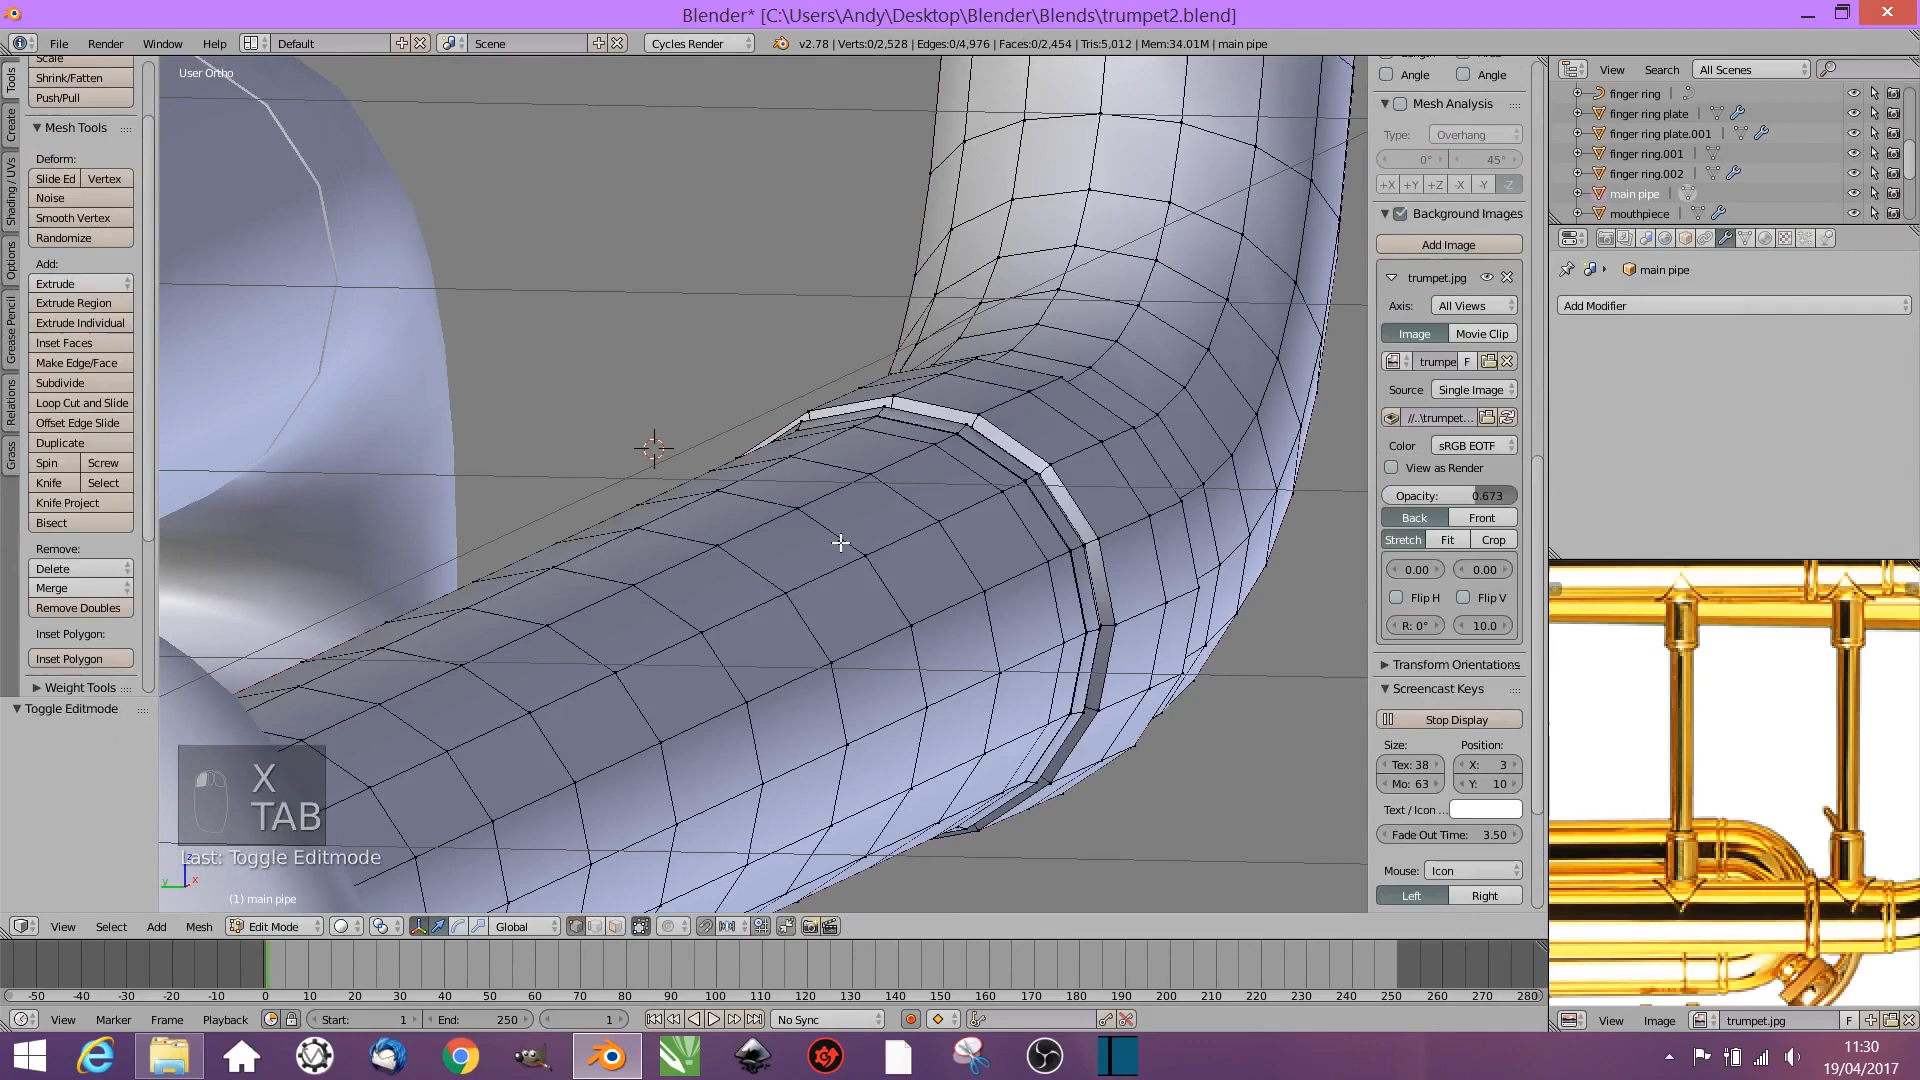 Blender* [C:\Users\Andy\Desktop\Blender\Blends\trumpet2.blend]
File Render Window Help Default Scene Cycles Render v2.78 | Verts:0/2,528 | Edges:0/4,976 | Faces:0/2,454 | Tris:5,012 | Mem:34.01M | main pipe
Tools
Create
Shading / UVs
Options
Grease Pencil
Relations
Grass
Scale
Shrink/Fatten
Push/Pull
Mesh Tools
Deform:
Slide Ed Vertex
Noise
Smooth Vertex
Randomize
Add:
Extrude
Extrude Region
Extrude Individual
Inset Faces
Make Edge/Face
Subdivide
Loop Cut and Slide
Offset Edge Slide
Duplicate
Spin Screw
Knife Select
Knife Project
Bisect
Remove:
Delete
Merge
Remove Doubles
Inset Polygon:
Inset Polygon
Weight Tools
Toggle Editmode
User Ortho
X
TAB
Last: Toggle Editmode
z
y x
(1) main pipe
Angle Angle
Mesh Analysis
Type: Overhang
0° 45°
+X +Y +Z -X -Y -Z
Background Images
Add Image
trumpet.jpg
Axis: All Views
Image Movie Clip
trumpe F
Source Single Image
//..\trumpet...
Color sRGB EOTF
View as Render
Opacity: 0.673
Back Front
Stretch Fit Crop
0.00 0.00
Flip H Flip V
R: 0° 10.0
Transform Orientations
Screencast Keys
Stop Display
Size: Position:
Tex: 38 X: 3
Mo: 63 Y: 10
Text / Icon ...
Fade Out Time: 3.50
Mouse: Icon
Left Right
View Search All Scenes
finger ring
finger ring plate
finger ring plate.001
finger ring.001
finger ring.002
main pipe
mouthpiece
main pipe
Add Modifier
View Select Add Mesh Edit Mode Global
-50 -40 -30 -20 -10 0 10 20 30 40 50 60 70 80 90 100 110 120 130 140 150 160 170 180 190 200 210 220 230 240 250 260 270 280
View Marker Frame Playback Start: 1 End: 250 1 No Sync
View Image trumpet.jpg F
11:30
19/04/2017